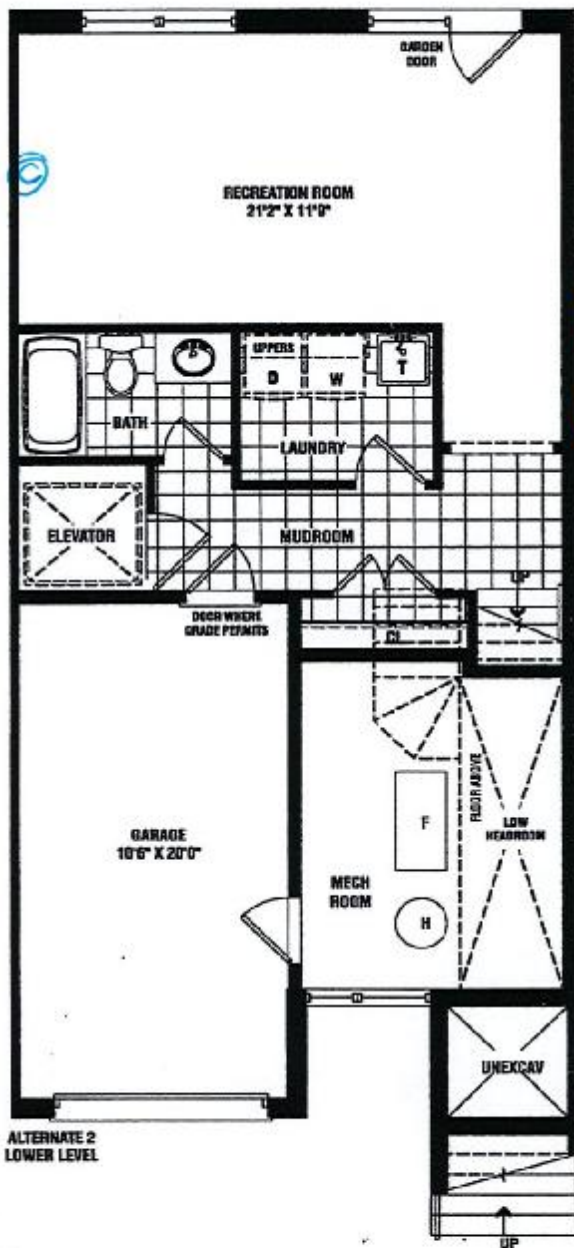 GARDEN
DOOR
RECREATION ROOM
21'2" X 11'9"
UPPERS
D
W
T
BATH
LAUNDRY
ELEVATOR
MUDROOM
UP
DOOR WHERE
GRADE PERMITS
CL
FLOOR ABOVE
GARAGE
10'6" X 20'0"
F
LOW
HEADROOM
MECH
ROOM
H
UNEXCAV
ALTERNATE 2
LOWER LEVEL
UP